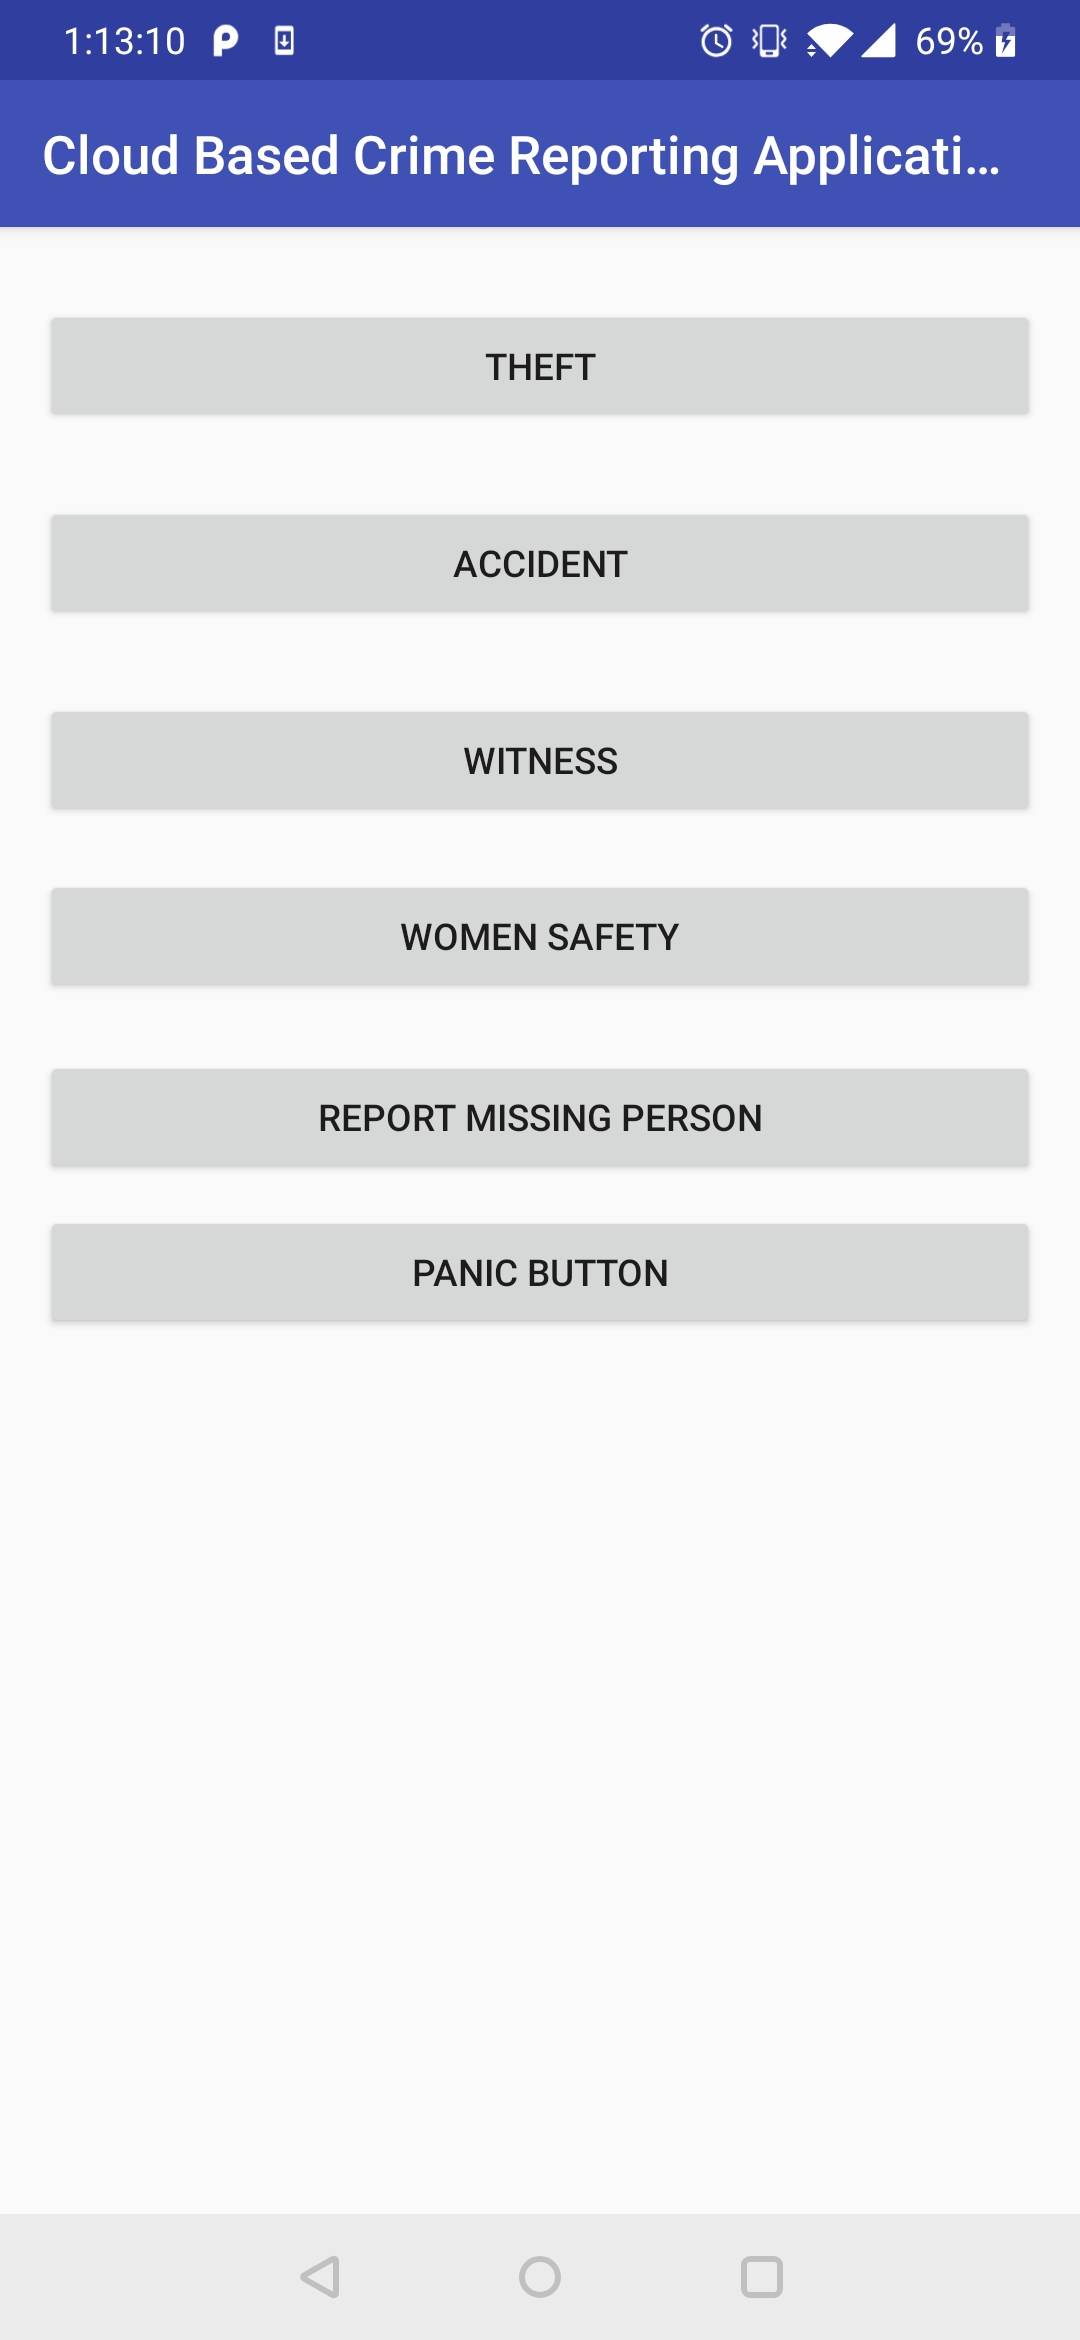 1:13:10 69%
Cloud Based Crime Reporting Applicati...
THEFT
ACCIDENT
WITNESS
WOMEN SAFETY
REPORT MISSING PERSON
PANIC BUTTON